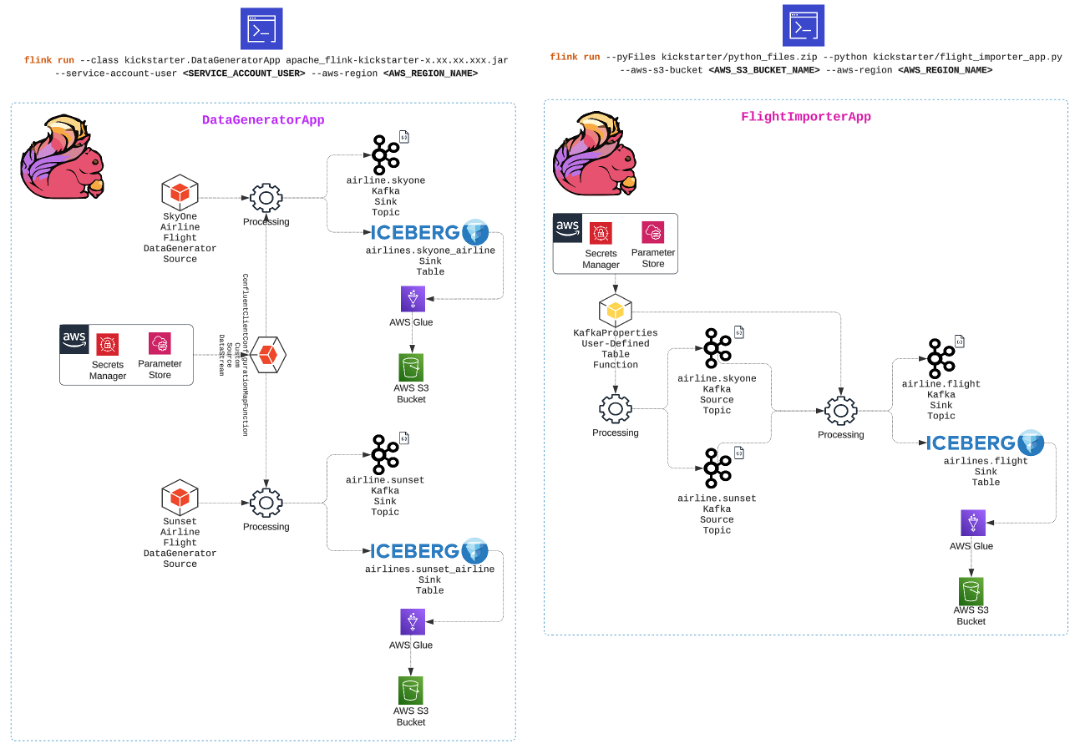 flink run --class kickstarter.DataGeneratorApp apache_flink-kickstarter-x.xx.xx.xxx.jar
--service-account-user <SERVICE_ACCOUNT_USER> --aws-region <AWS_REGION_NAME>
DataGeneratorApp
airline.skyone
Kafka
Sink
Topic
SkyOne
Airline
Flight
DataGenerator
Source
Processing
ICEBERG
airlines.skyone_airline
Sink
Table
AWS Glue
AWS S3
Bucket
aws
Secrets
Manager
Parameter
Store
ConfluentClientConfigurationMapFunction
Custom
Source
DataStream
airline.sunset
Kafka
Sink
Topic
Sunset
Airline
Flight
DataGenerator
Source
Processing
ICEBERG
airlines.sunset_airline
Sink
Table
AWS Glue
AWS S3
Bucket
flink run --pyFiles kickstarter/python_files.zip --python kickstarter/flight_importer_app.py
--aws-s3-bucket <AWS_S3_BUCKET_NAME> --aws-region <AWS_REGION_NAME>
FlightImporterApp
aws
Secrets
Manager
Parameter
Store
KafkaProperties
User-Defined
Table
Function
Processing
airline.skyone
Kafka
Source
Topic
airline.sunset
Kafka
Source
Topic
Processing
airline.flight
Kafka
Sink
Topic
ICEBERG
airlines.flight
Sink
Table
AWS Glue
AWS S3
Bucket